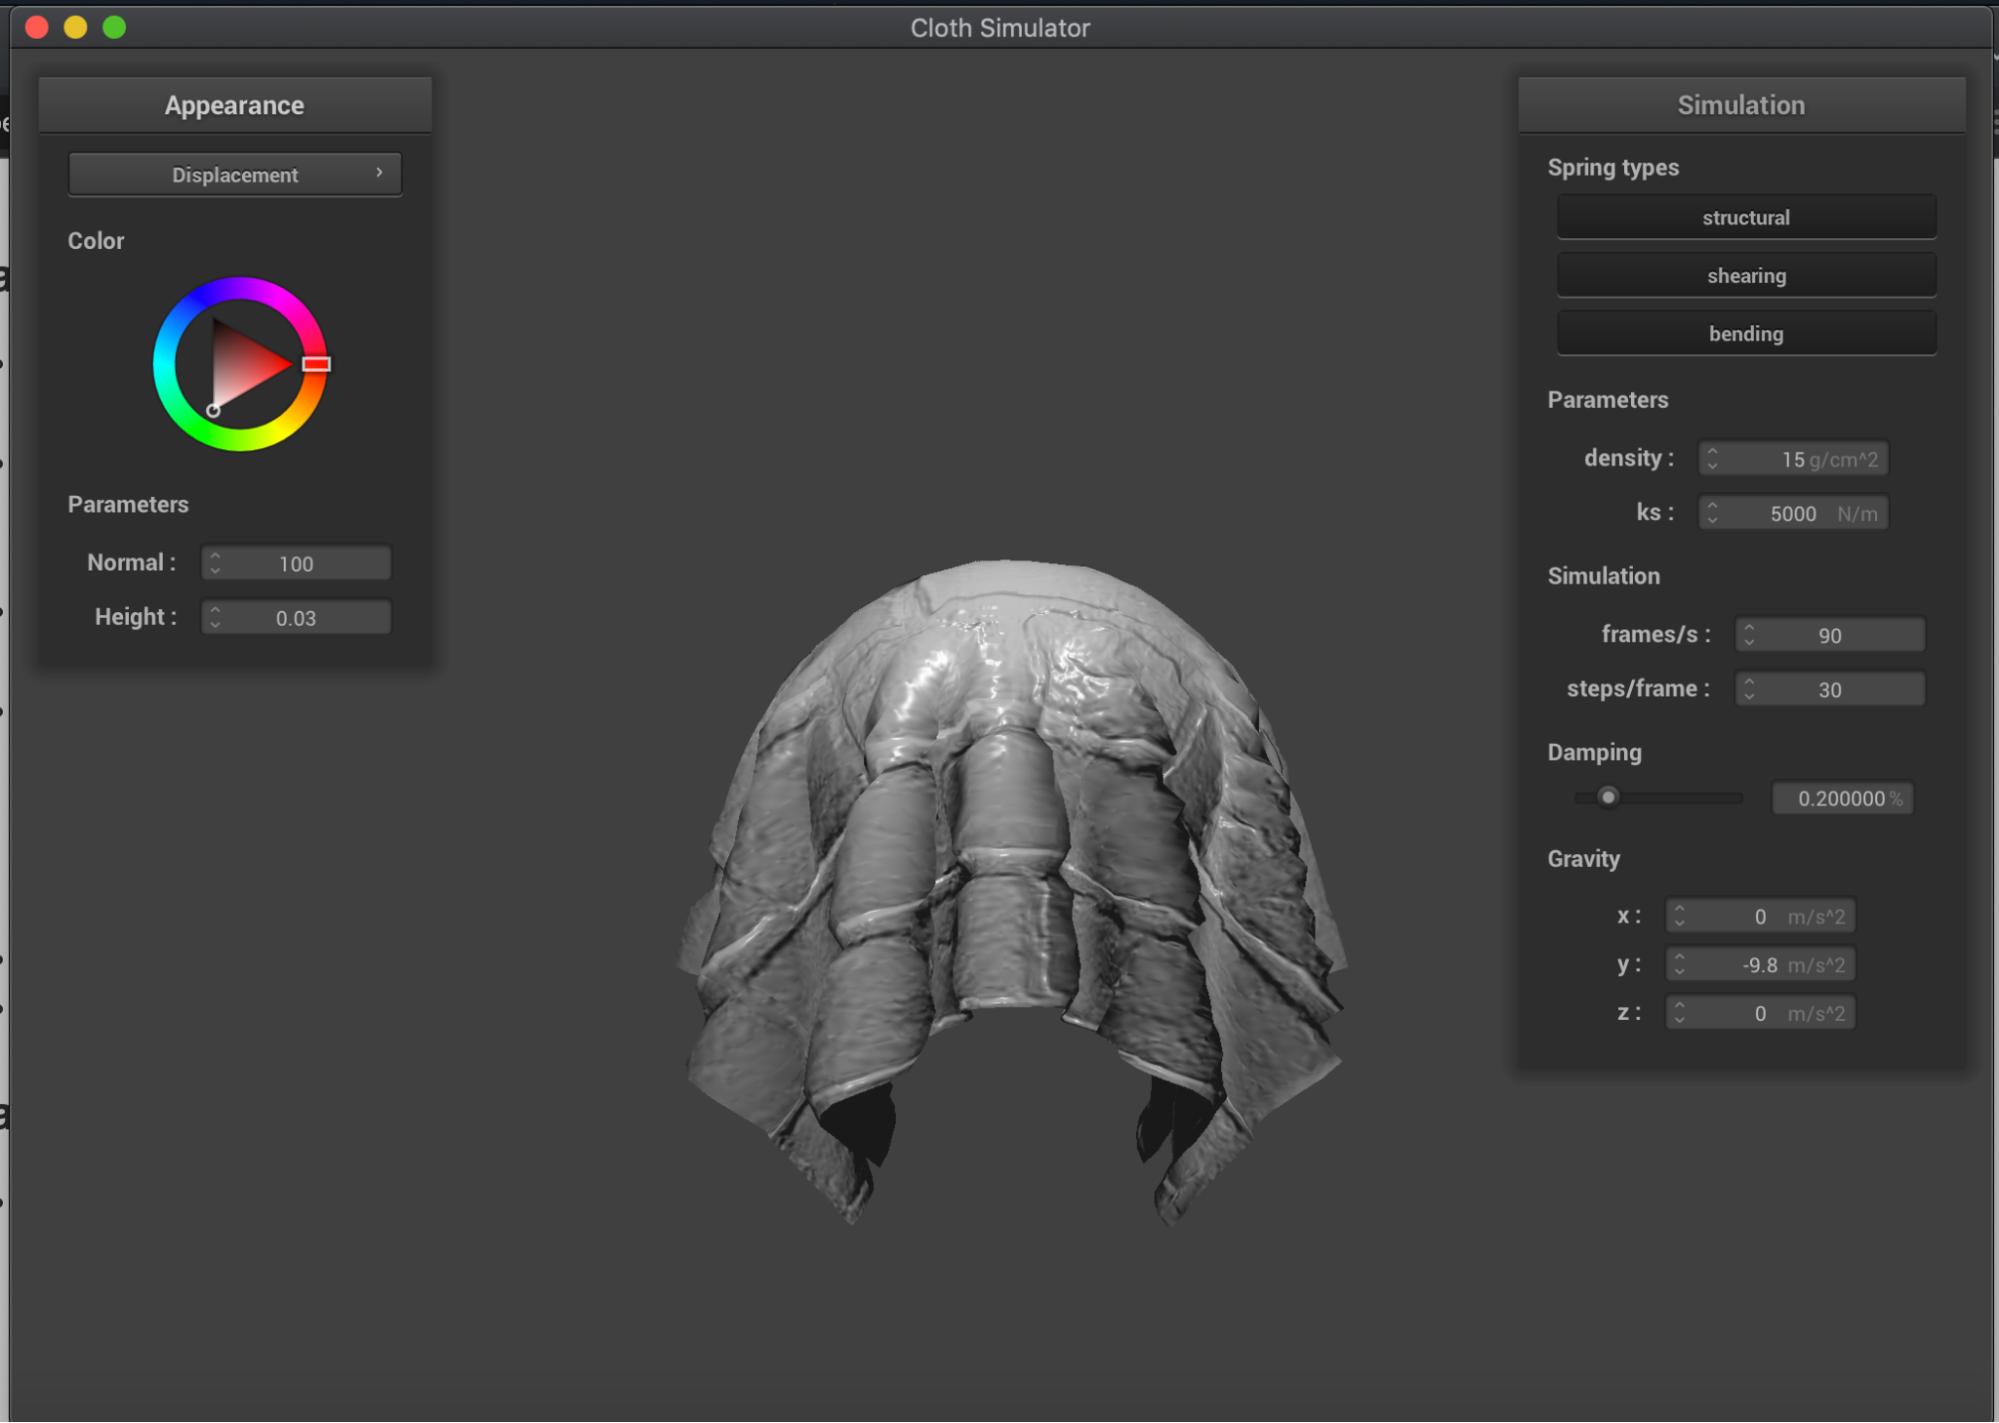 Cloth Simulator
Appearance
Displacement
Color
Parameters
Normal : 100
Height : 0.03
Simulation
Spring types
structural
shearing
bending
Parameters
density : 15 g/cm^2
ks : 5000 N/m
Simulation
frames/s : 90
steps/frame : 30
Damping
0.200000 %
Gravity
x : 0 m/s^2
y : -9.8 m/s^2
z : 0 m/s^2